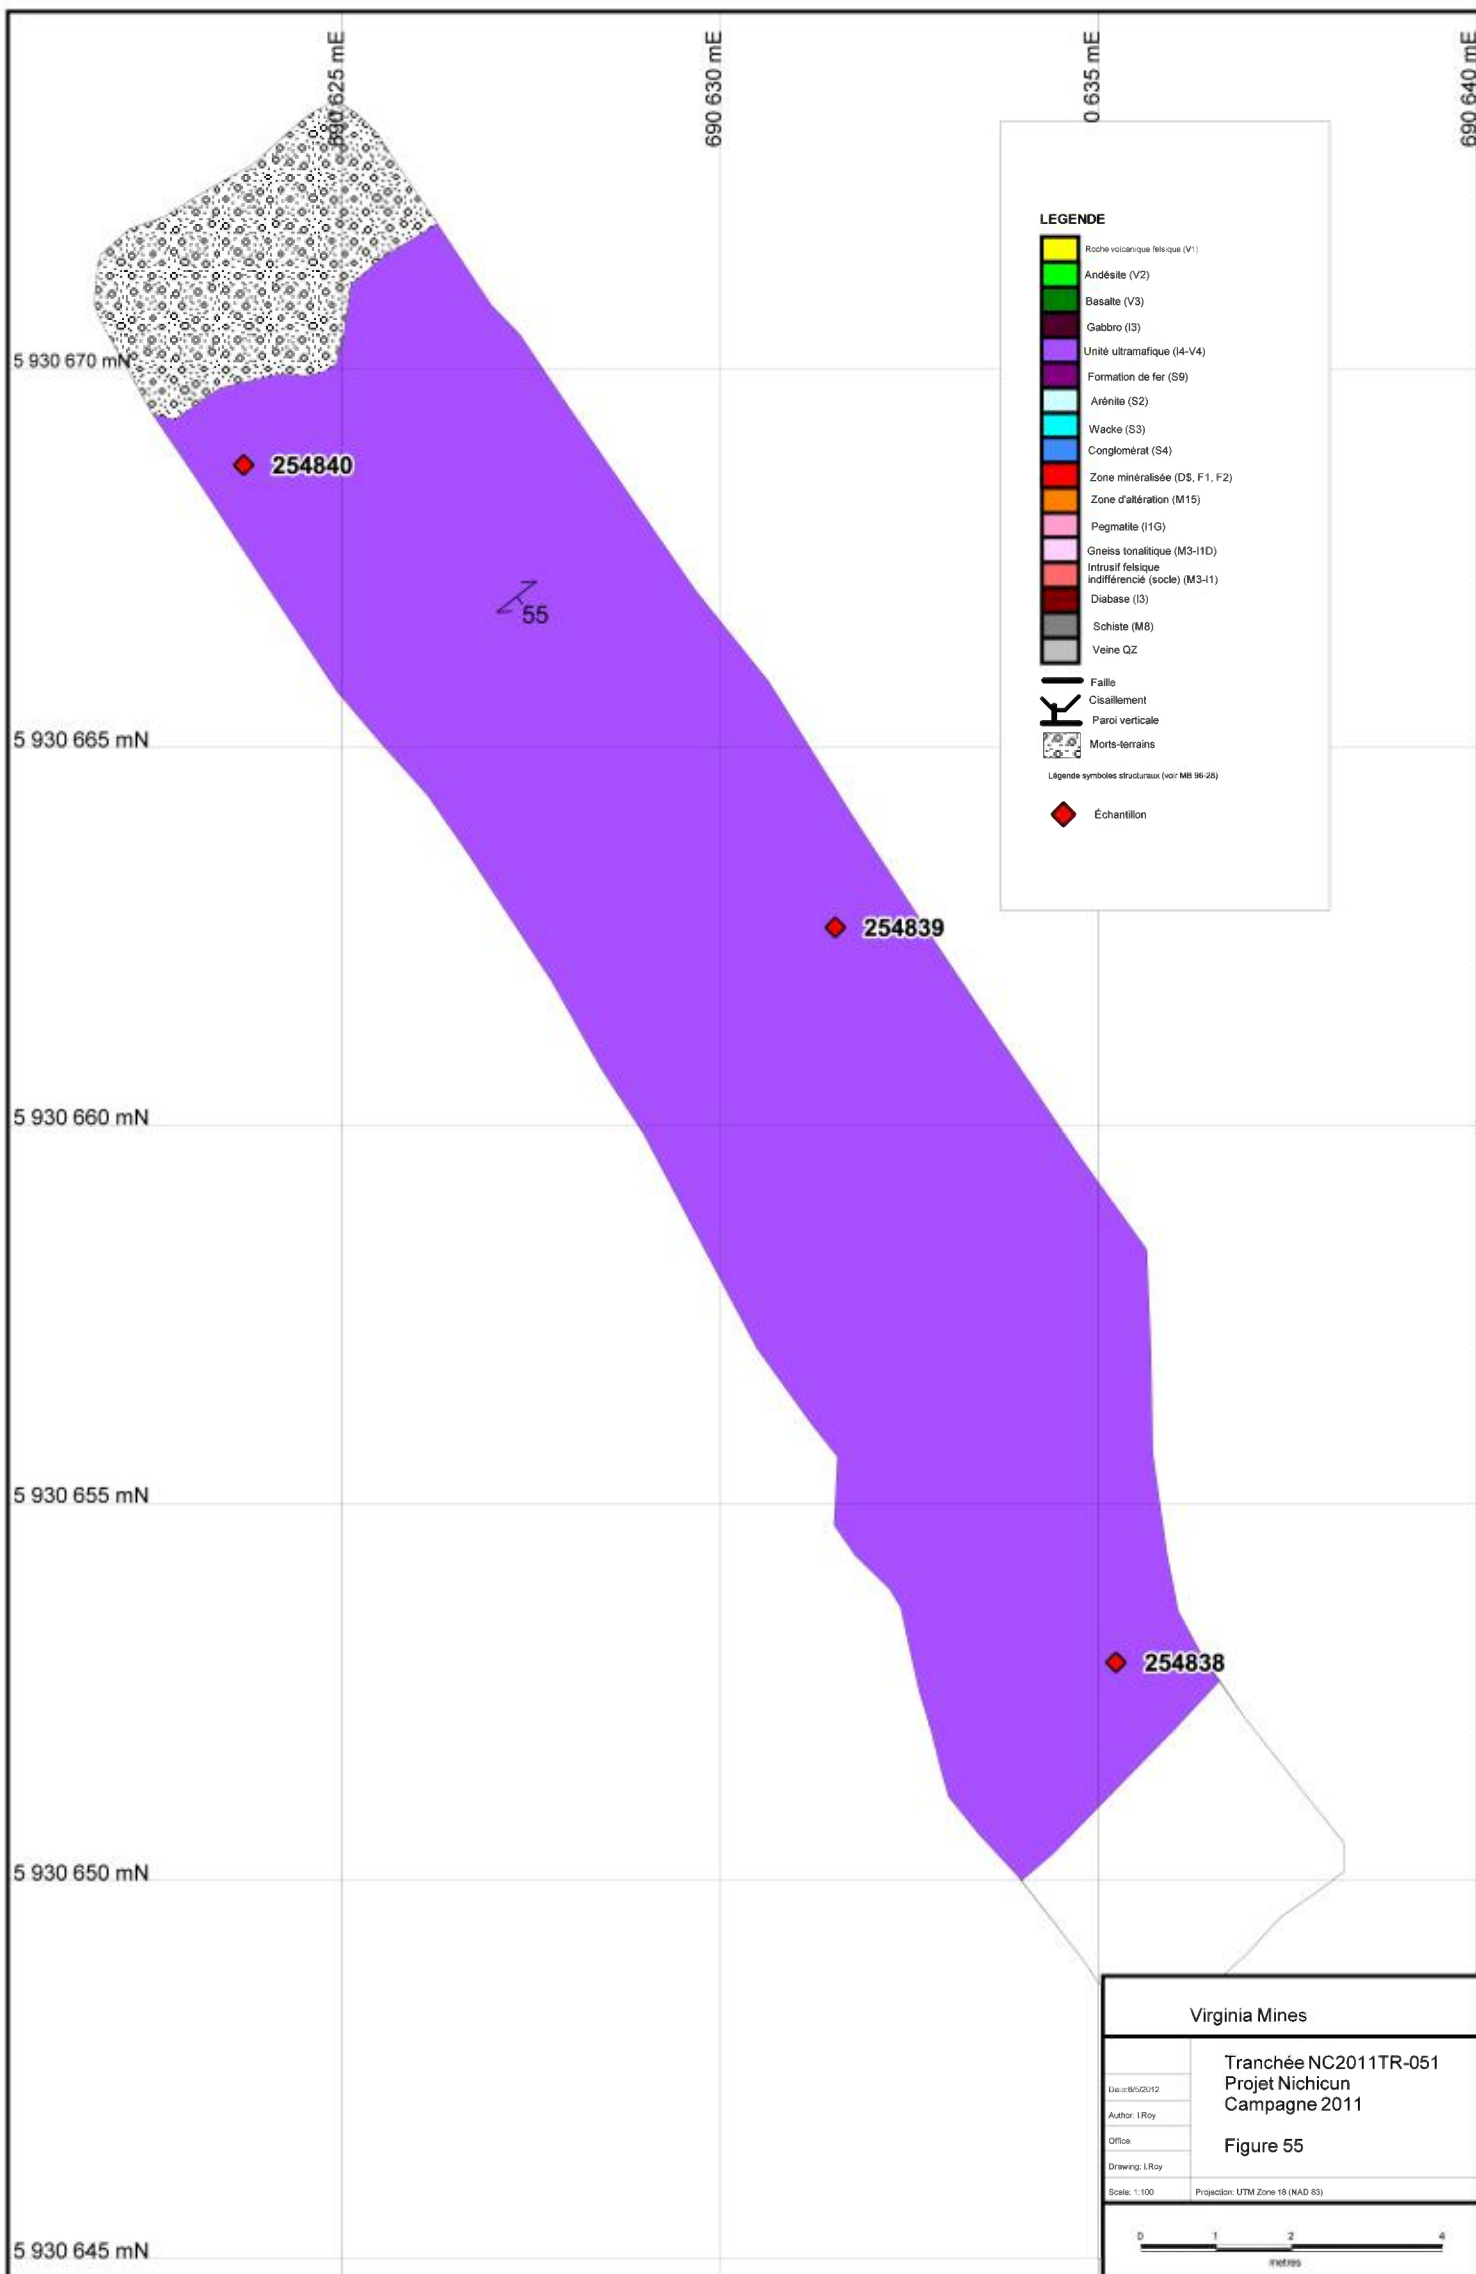 690 625 mE
690 630 mE
0 635 mE
690 640 mE
LEGENDE
Roche volcanique felsique (V1)
Andésite (V2)
Basalte (V3)
Gabbro (I3)
Unité ultramafique (I4-V4)
Formation de fer (S9)
Arénite (S2)
Wacke (S3)
Conglomérat (S4)
Zone minéralisée (D$, F1, F2)
Zone d'altération (M15)
Pegmatite (I1G)
Gneiss tonalitique (M3-I1D)
Intrusif felsique
indifférencié (socle) (M3-I1)
Diabase (I3)
Schiste (M8)
Veine QZ
Faille
Cisaillement
Paroi verticale
Morts-terrains
Légende symboles structuraux (voir MB 96-28)
Échantillon
5 930 670 mN
254840
55
5 930 665 mN
254839
5 930 660 mN
5 930 655 mN
254838
5 930 650 mN
5 930 645 mN
Virginia Mines
Tranchée NC2011TR-051
Projet Nichicun
Campagne 2011
Figure 55
Date:8/5/2012
Author: I.Roy
Office:
Drawing: I.Roy
Scale: 1:100
Projection: UTM Zone 18 (NAD 83)
0 1 2 4
metres